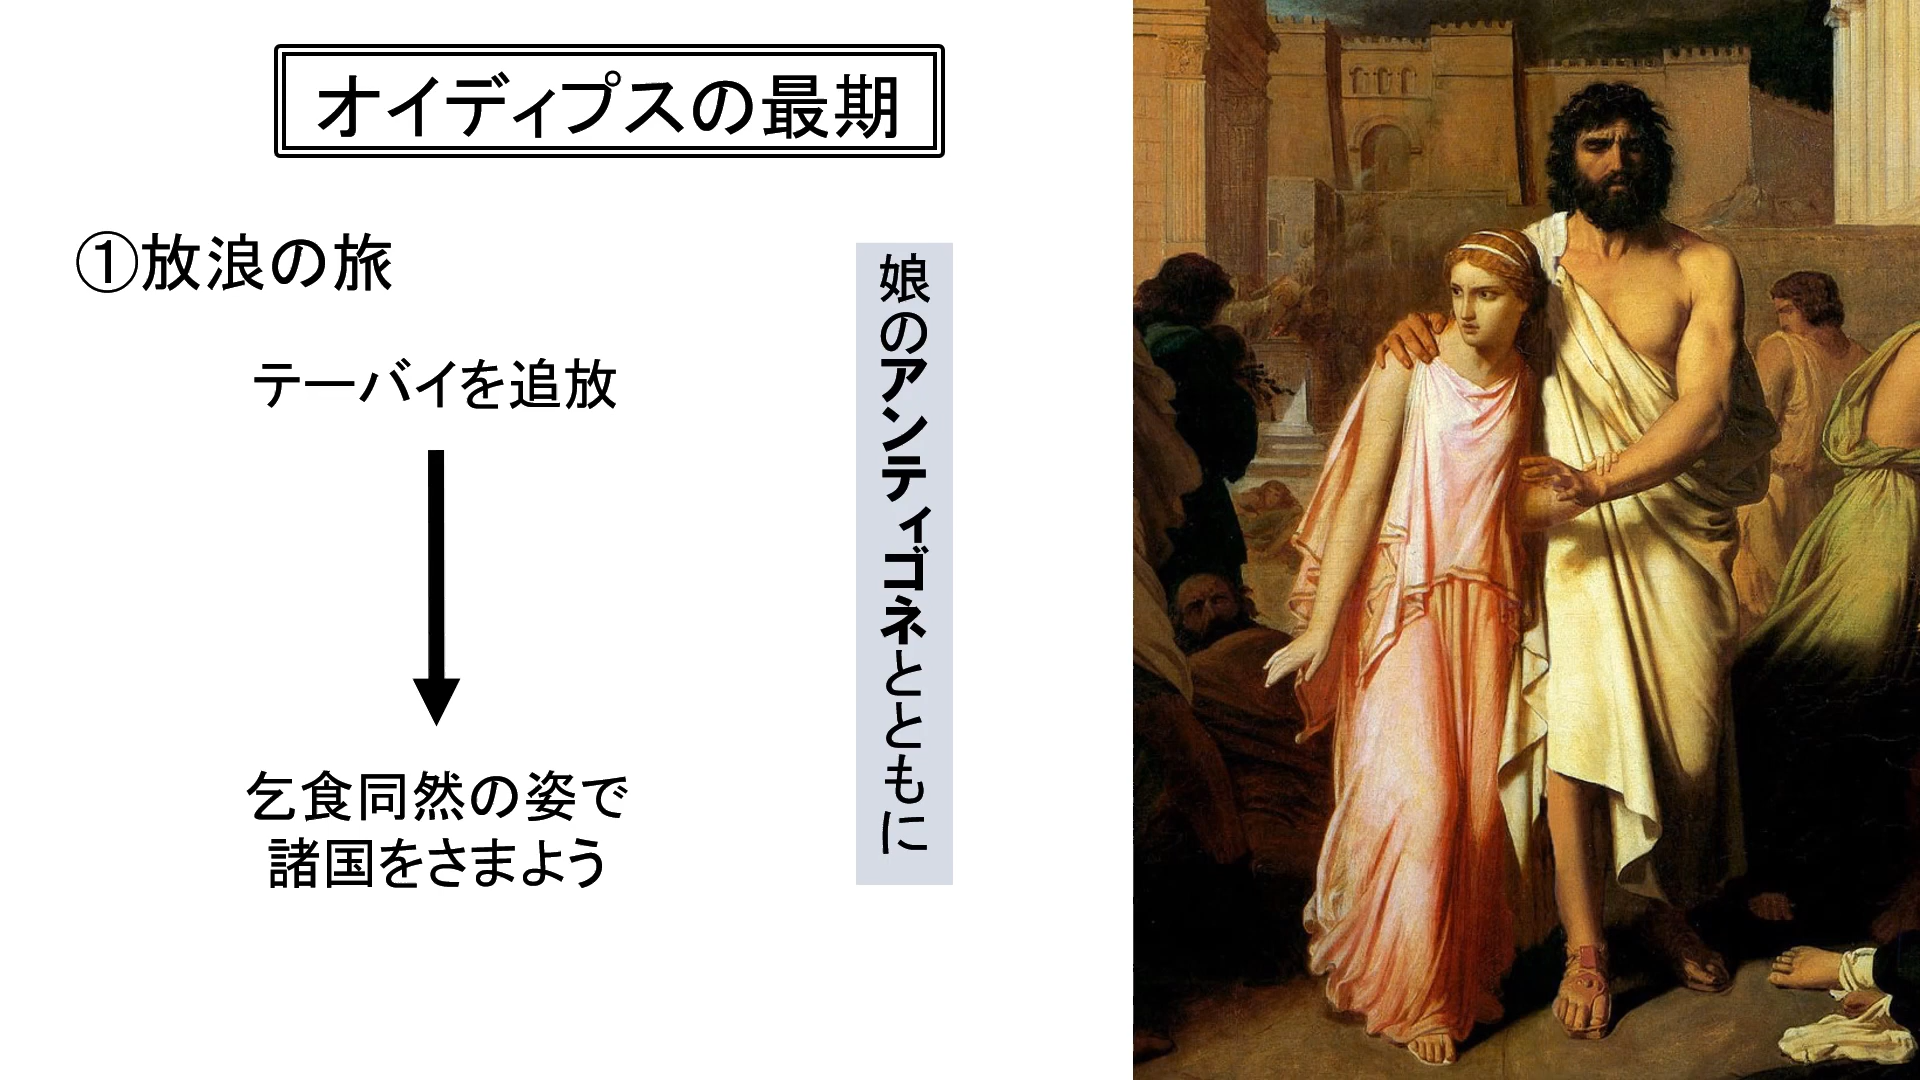 オイディプスの最期
①放浪の旅
テーバイを追放
乞食同然の姿で
諸国をさまよう
娘のアンティゴネとともに